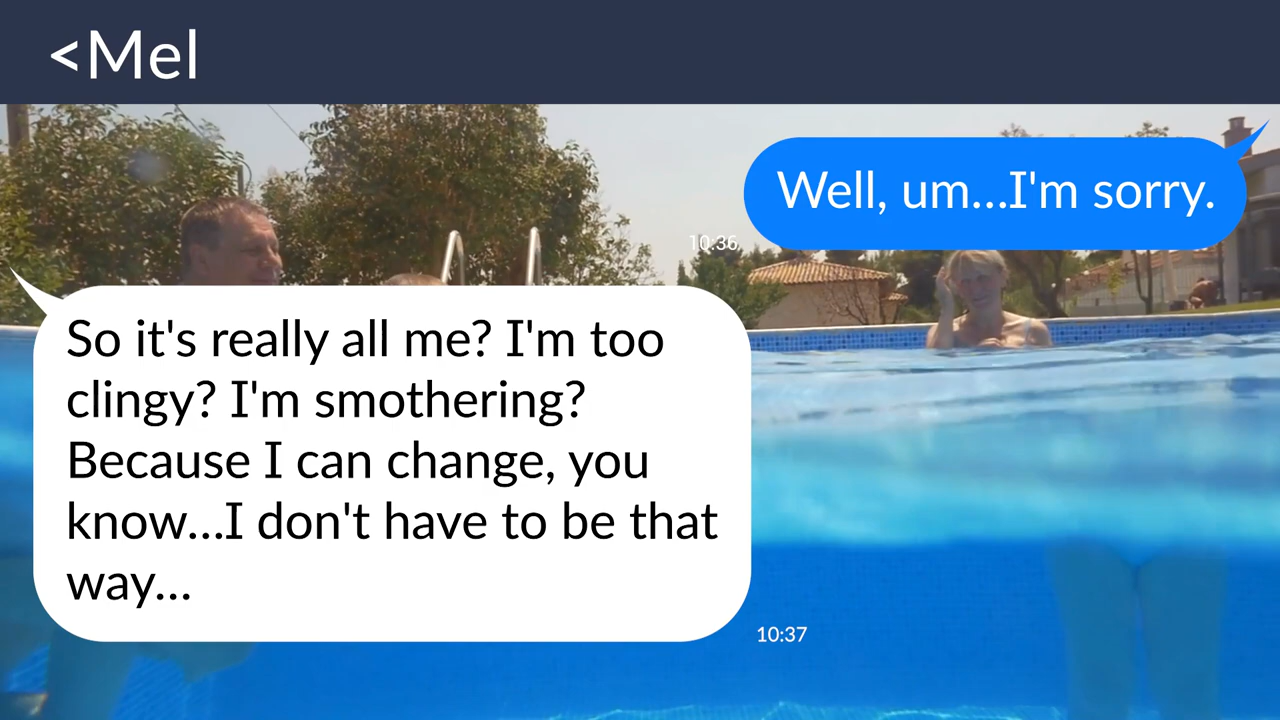 <Mel
Well, um...I'm sorry.
10:36
So it's really all me? I'm too
clingy? I'm smothering?
Because I can change, you
know...I don't have to be that
way...
10:37